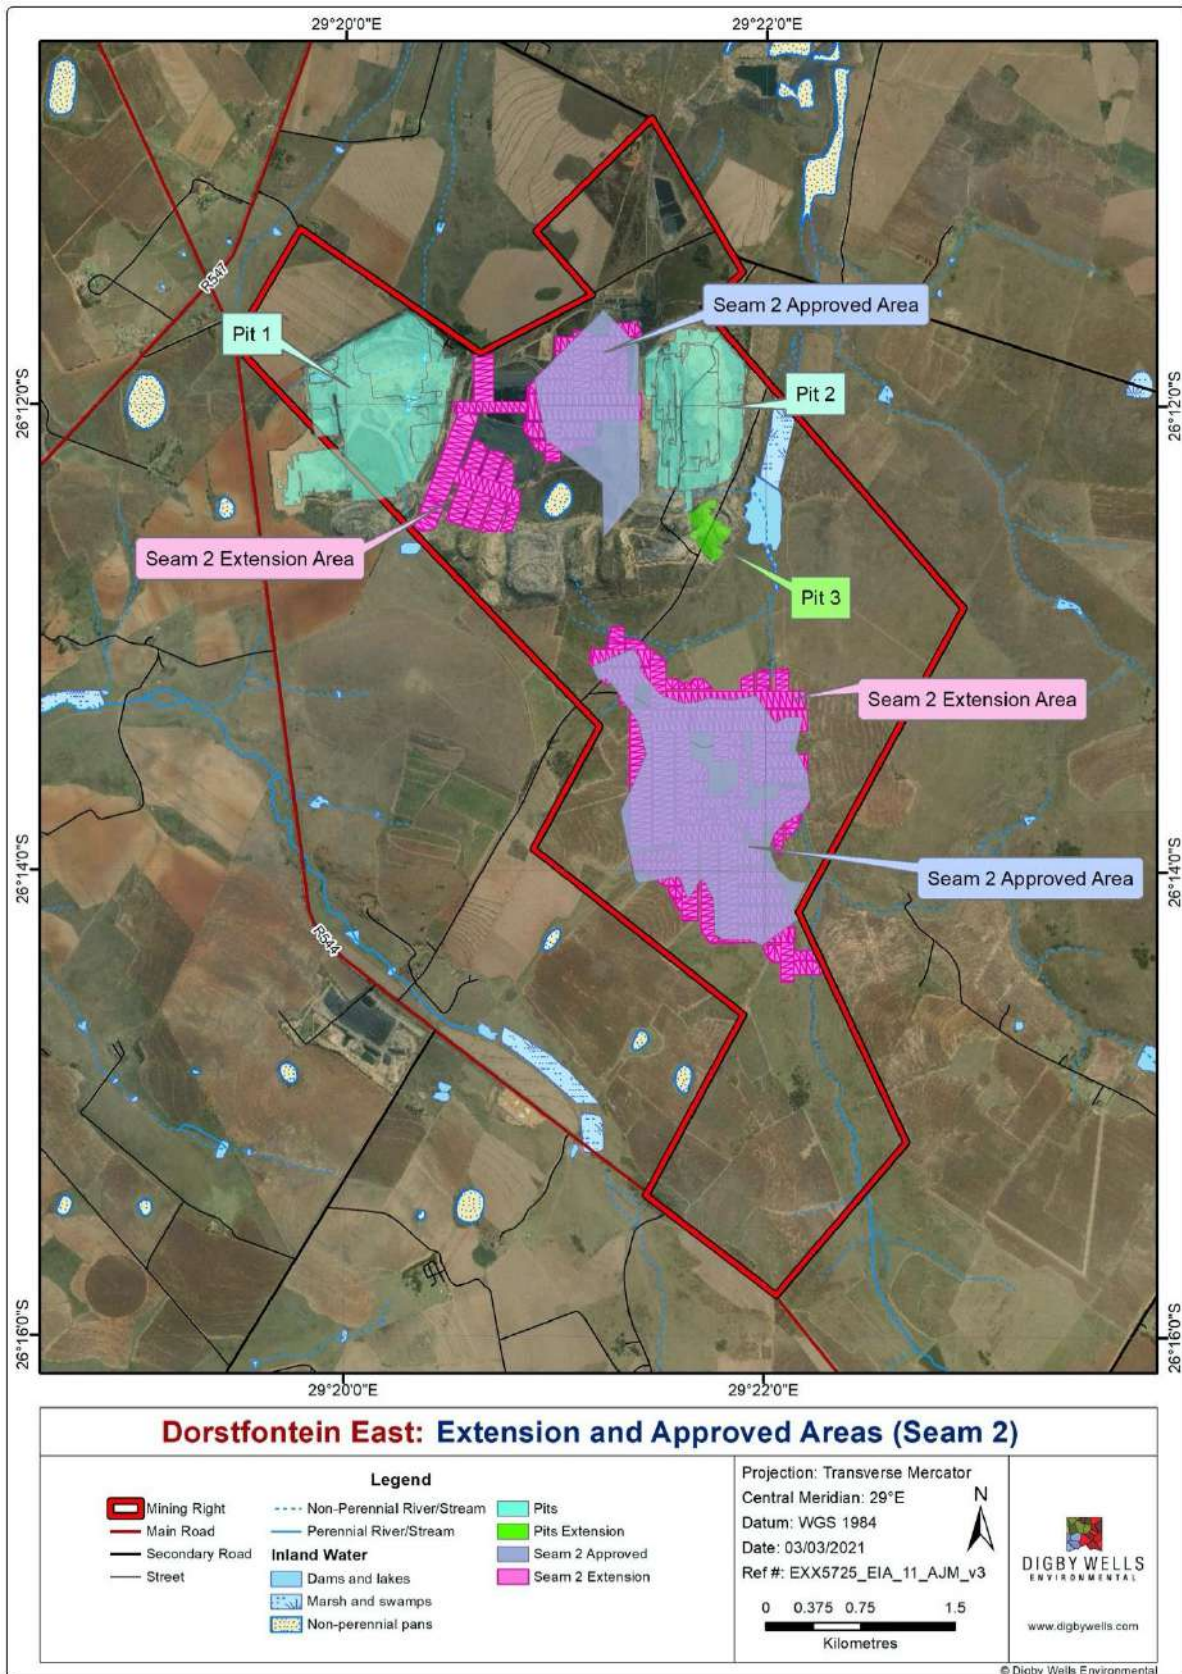 29°20'0"E
29°22'0"E
R547
Seam 2 Approved Area
Pit 1
26°12'0"S
26°12'0"S
Pit 2
Seam 2 Extension Area
Pit 3
Seam 2 Extension Area
26°14'0"S
26°14'0"S
Seam 2 Approved Area
R544
26°16'0"S
26°16'0"S
29°20'0"E
29°22'0"E
Dorstfontein East: Extension and Approved Areas (Seam 2)
Legend
Mining Right
Main Road
Secondary Road
Street
Non-Perennial River/Stream
Perennial River/Stream
Inland Water
Dams and lakes
Marsh and swamps
Non-perennial pans
Pits
Pits Extension
Seam 2 Approved
Seam 2 Extension
Projection: Transverse Mercator
Central Meridian: 29°E
Datum: WGS 1984
Date: 03/03/2021
Ref #: EXX5725_EIA_11_AJM_v3
N
0 0.375 0.75 1.5
Kilometres
DIGBY WELLS
ENVIRONMENTAL
www.digbywells.com
© Digby Wells Environmental